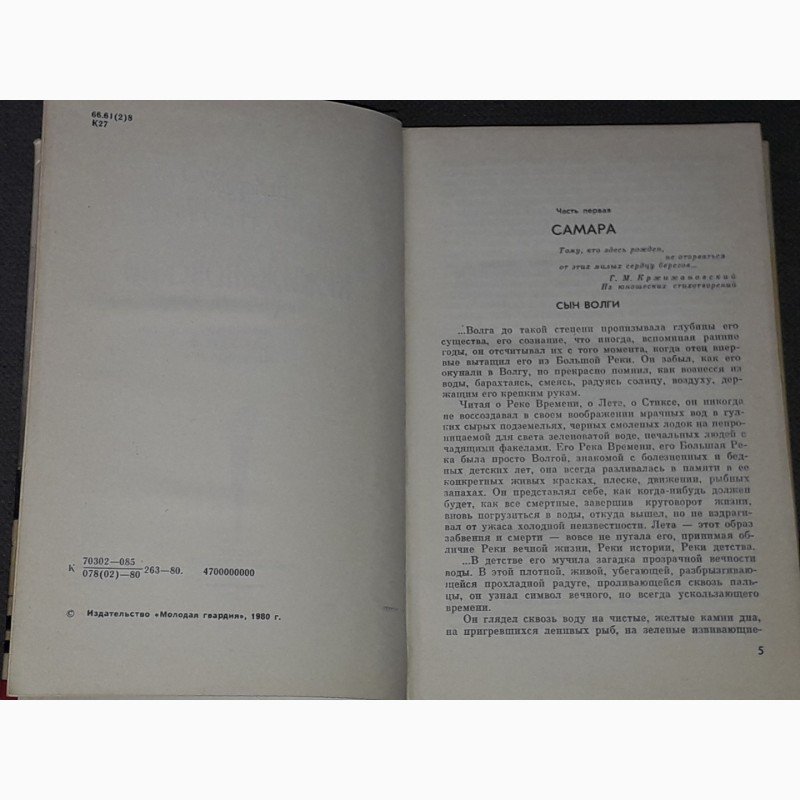 66.61(2)8
К27
К 70302—085
078(02)—80 263—80. 4700000000
© Издательство «Молодая гвардия», 1980 г.
Часть первая
САМАРА
Тому, кто здесь рожден,
не оторваться
от этих милых сердцу берегов...
Г. М. Кржижановский
Из юношеских стихотворений
СЫН ВОЛГИ
...Волга до такой степени пронизывала глубины его
существа, его сознание, что иногда, вспоминая ранние
годы, он отсчитывал их с того момента, когда отец впер-
вые вытащил его из Большой Реки. Он забыл, как его
окунали в Волгу, но прекрасно помнил, как вознесся из
воды, барахтаясь, смеясь, радуясь солнцу, воздуху, дер-
жащим его крепким рукам.
Читая о Реке Времени, о Лете, о Стиксе, он никогда
не воссоздавал в своем воображении мрачных вод в гул-
ких сырых подземельях, черных смоленых лодок на непро-
ницаемой для света зеленоватой воде, печальных людей с
чадящими факелами. Его Река Времени, его Большая Ре-
ка была просто Волгой, знакомой с болезненных и бед-
ных детских лет, она всегда разливалась в памяти в ее
конкретных живых красках, плеске, движении, рыбных
запахах. Он представлял себе, как когда-нибудь должен
будет, как все смертные, завершив круговорот жизни,
вновь погрузиться в воды, откуда вышел, но не вздраги-
вал от ужаса холодной неизвестности. Лета — этот образ
забвения и смерти — вовсе не пугала его, принимая об-
личие Реки вечной жизни, Реки истории, Реки детства.
...В детстве его мучила загадка прозрачной вечности
воды. В этой плотной, живой, убегающей, разбрызгиваю-
щейся прохладной радуге, проливающейся сквозь паль-
цы, он узнал символ вечного, но всегда ускользающего
времени.
Он глядел сквозь воду на чистые, желтые камни дна,
на пригревшихся ленивых рыб, на зеленые извивающие-
5